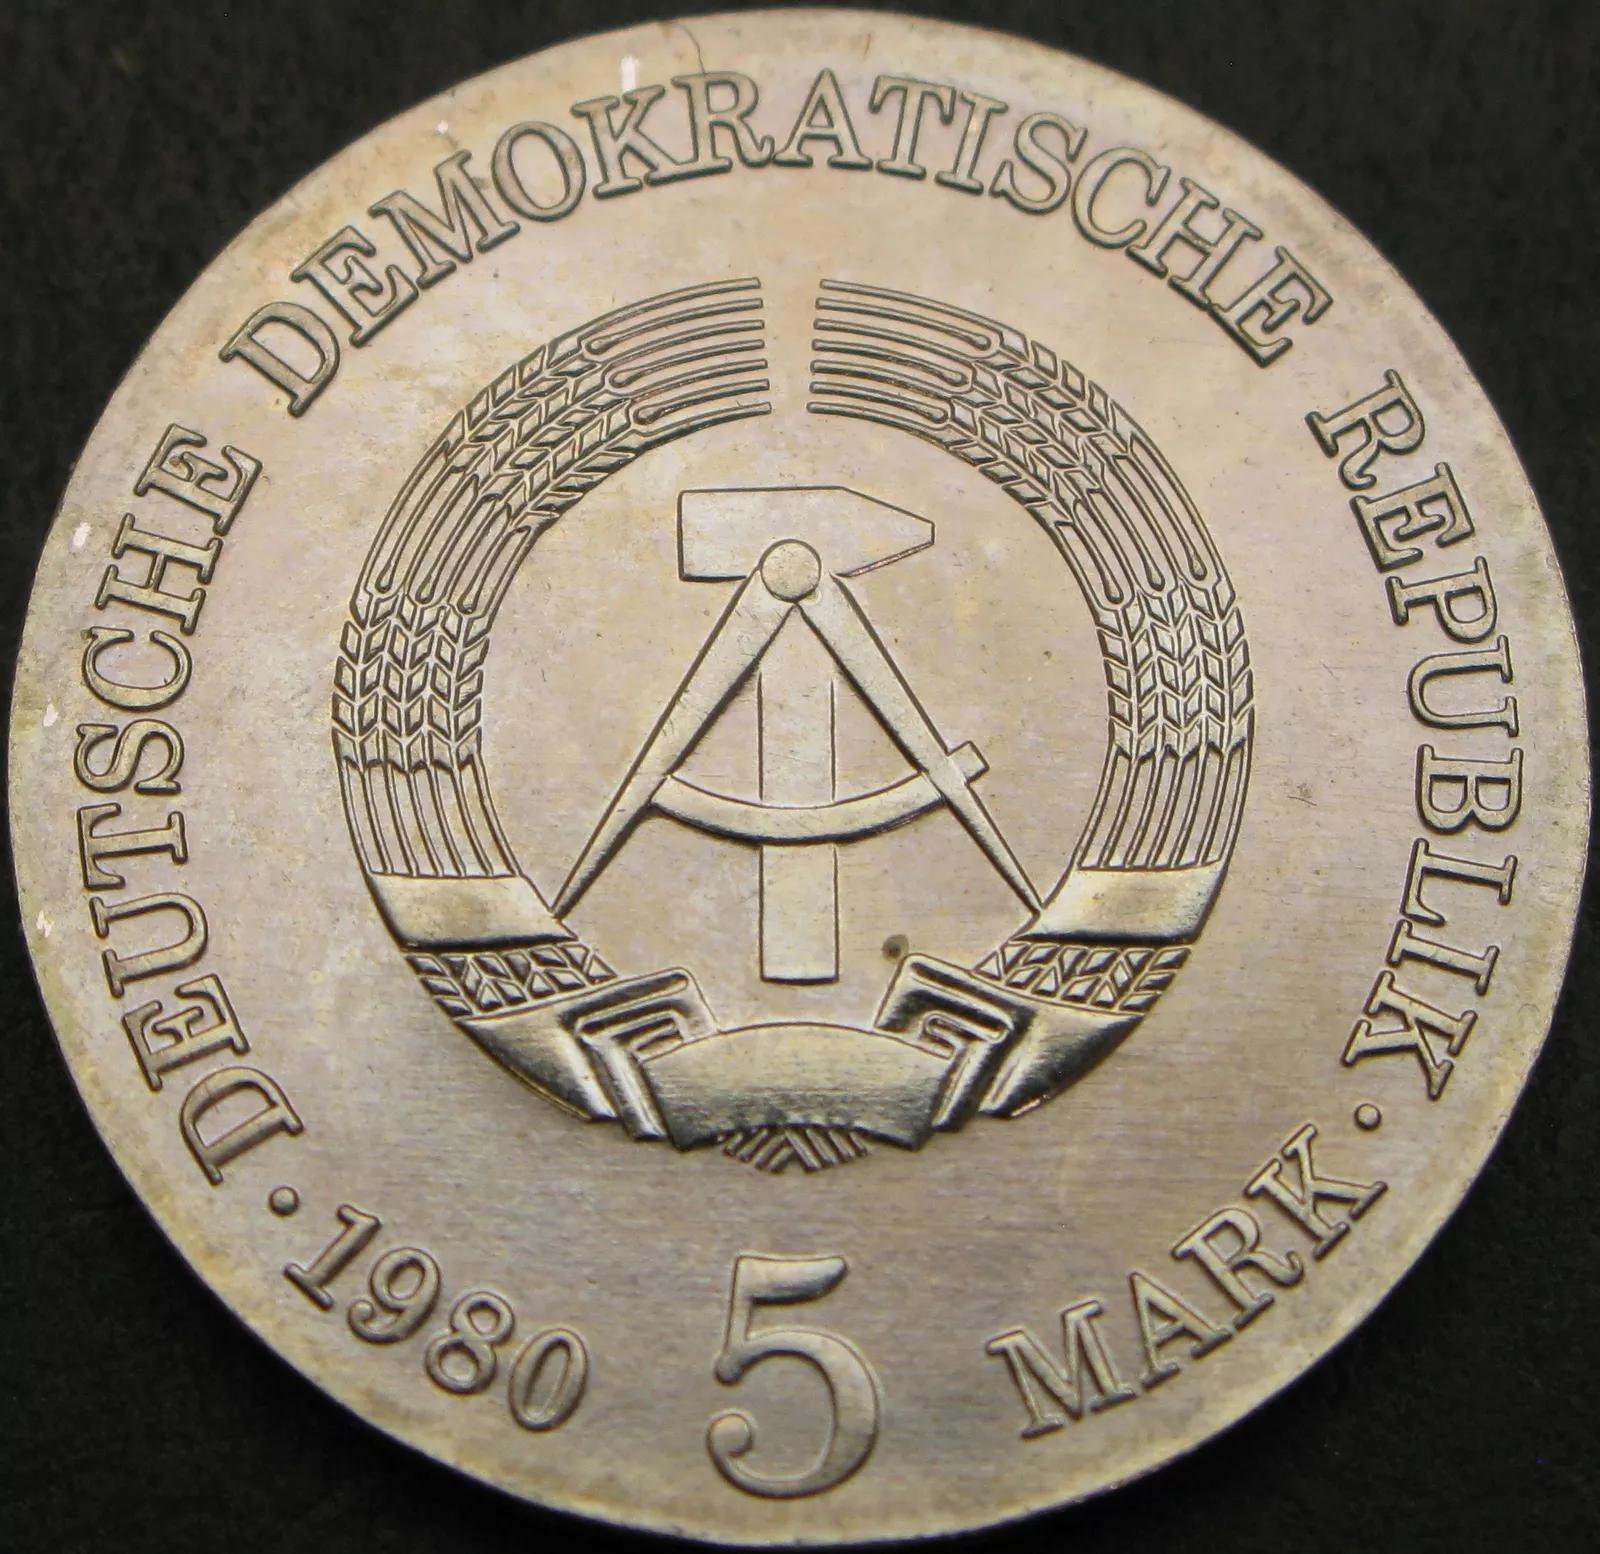 DEUTSCHE DEMOKRATISCHE REPUBLIK
· 1980 5 MARK ·